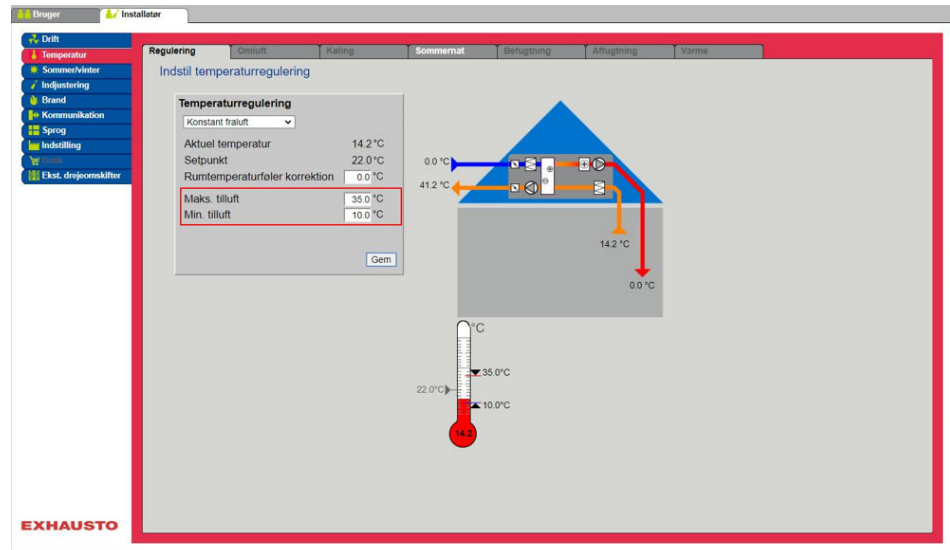 Bruger
Installatør
Drift
Temperatur
Sommer/vinter
Indjustering
Brand
Kommunikation
Sprog
Indstilling
Butik
Ekst. drejeomskifter
Regulering
Omluft
Køling
Sommernat
Befugtning
Affugtning
Varme
Indstil temperaturregulering
Temperaturregulering
Konstant fraluft
Aktuel temperatur 14.2 °C
Setpunkt 22.0 °C
Rumtemperaturføler korrektion 0.0 °C
Maks. tilluft 35.0 °C
Min. tilluft 10.0 °C
Gem
0.0 °C
41.2 °C
14.2 °C
0.0 °C
°C
35.0°C
22.0°C
10.0°C
14.2
EXHAUSTO